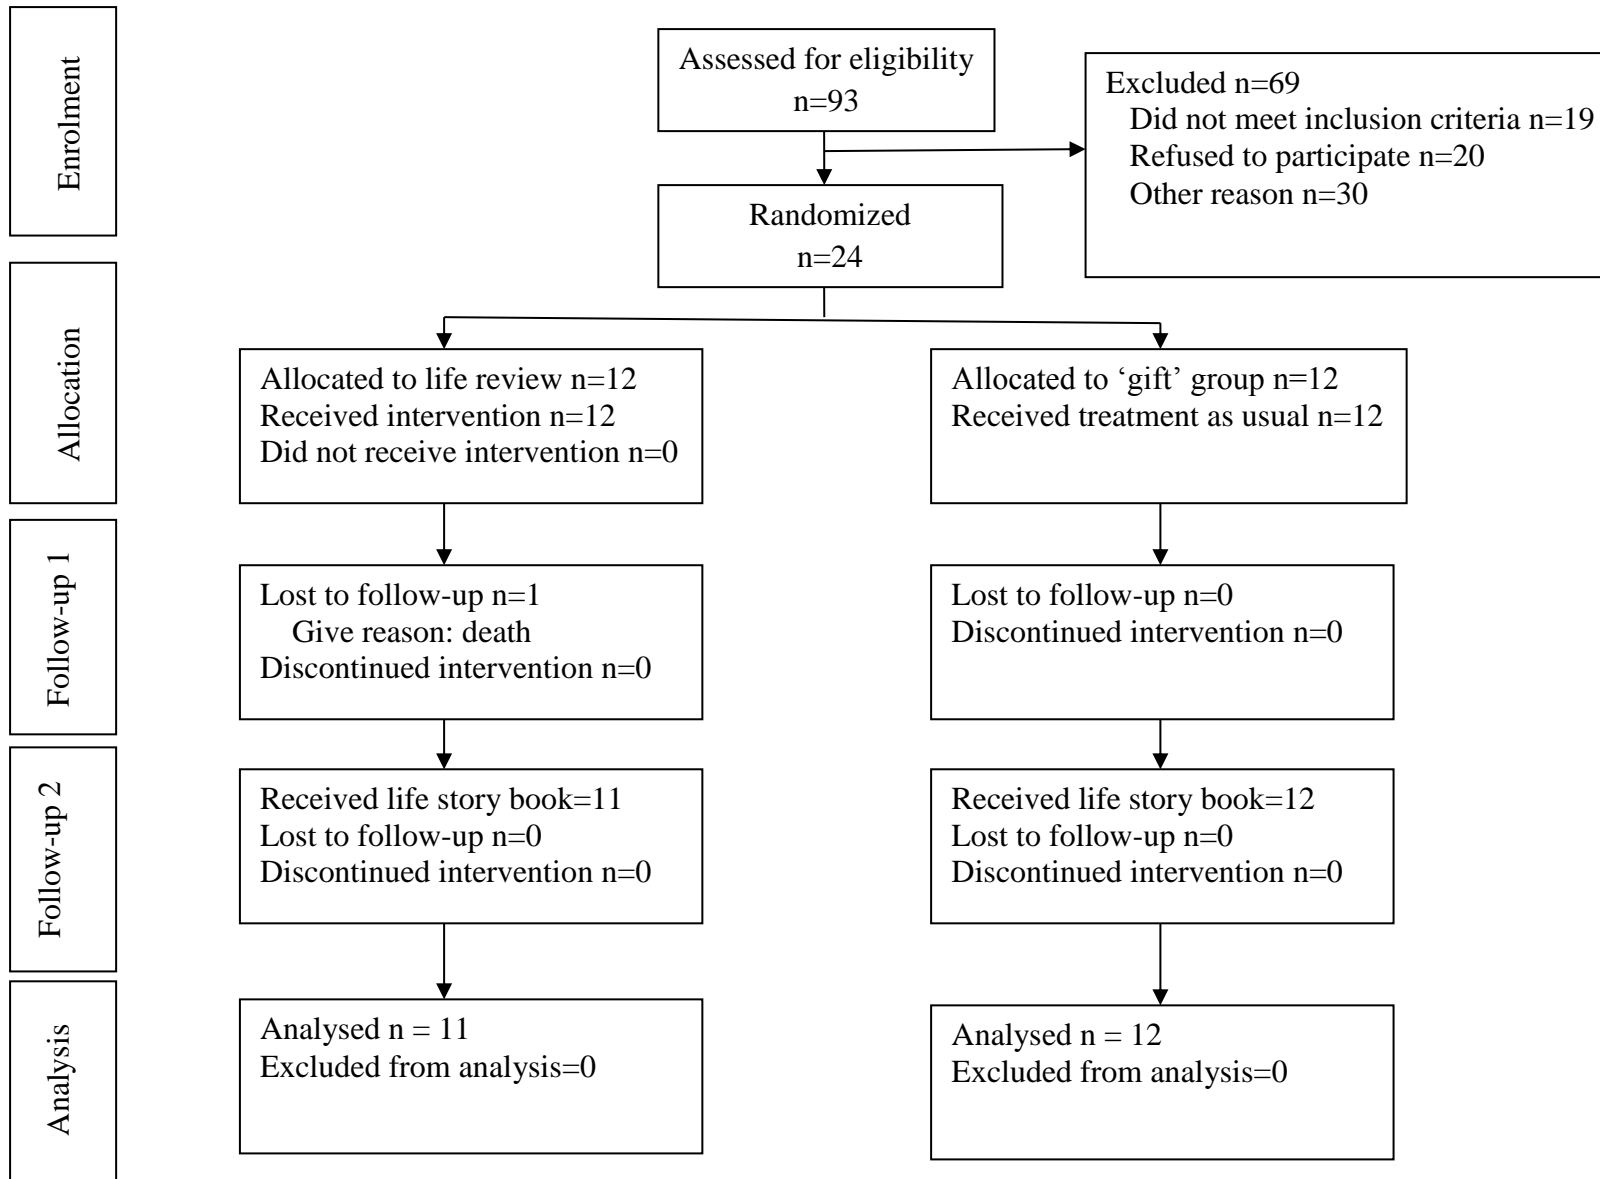 Enrolment
Assessed for eligibility
n=93
Excluded n=69
Did not meet inclusion criteria n=19
Refused to participate n=20
Other reason n=30
Randomized
n=24
Allocation
Allocated to life review n=12
Received intervention n=12
Did not receive intervention n=0
Allocated to ‘gift’ group n=12
Received treatment as usual n=12
Follow-up 1
Lost to follow-up n=1
Give reason: death
Discontinued intervention n=0
Lost to follow-up n=0
Discontinued intervention n=0
Follow-up 2
Received life story book=11
Lost to follow-up n=0
Discontinued intervention n=0
Received life story book=12
Lost to follow-up n=0
Discontinued intervention n=0
Analysis
Analysed n = 11
Excluded from analysis=0
Analysed n = 12
Excluded from analysis=0